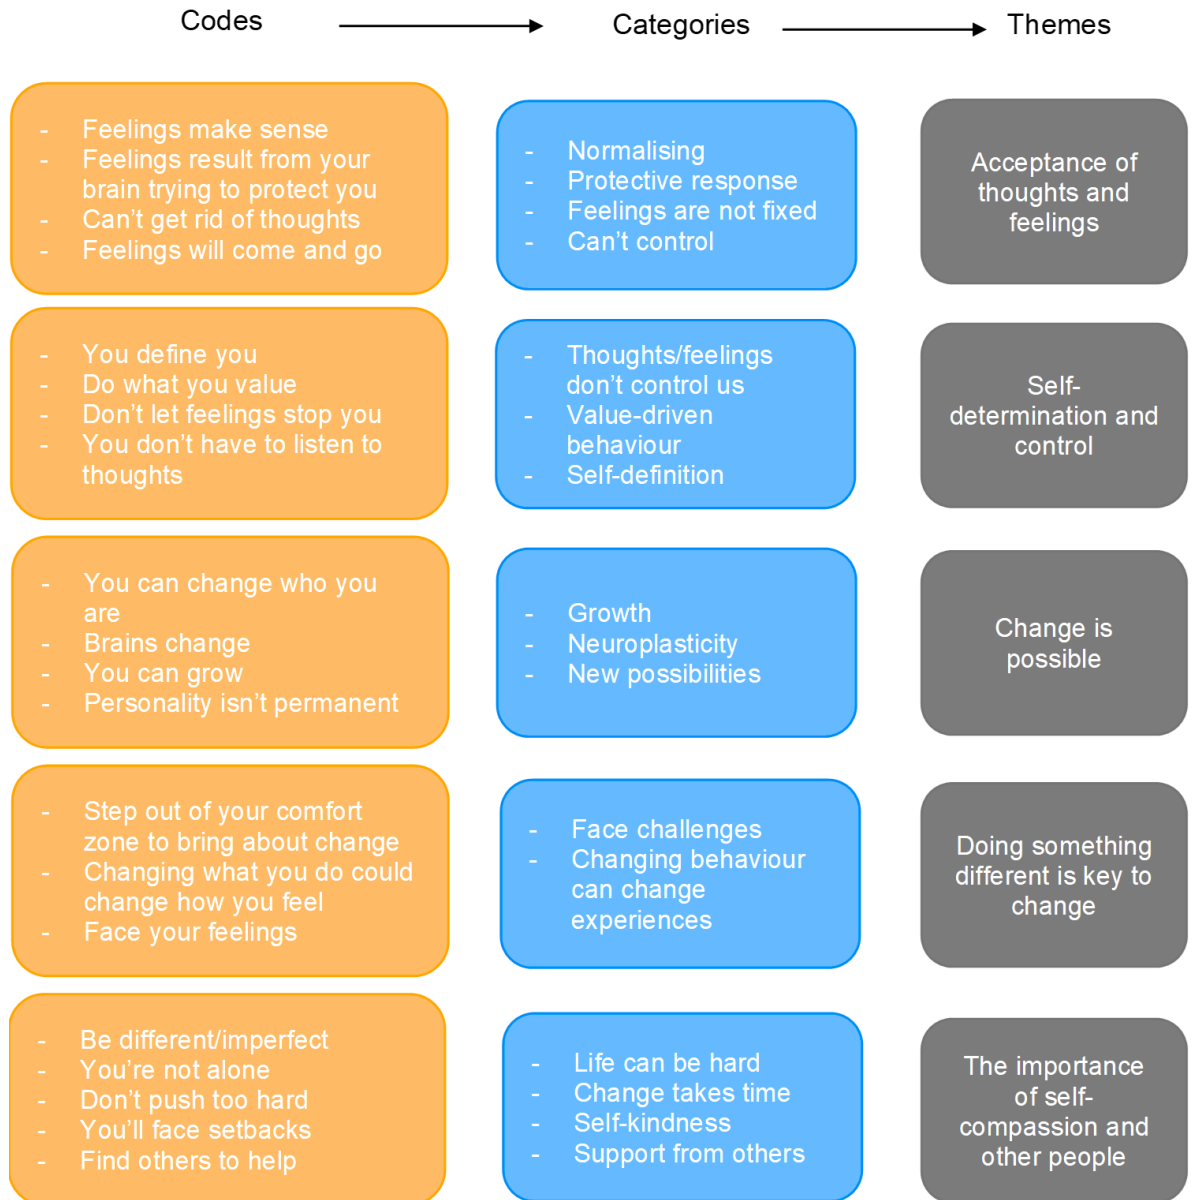 Codes
Categories
Themes
- Feelings make sense
- Feelings result from your
brain trying to protect you
- Can't get rid of thoughts
- Feelings will come and go
- Normalising
- Protective response
- Feelings are not fixed
- Can't control
Acceptance of
thoughts and
feelings
- You define you
- Do what you value
- Don't let feelings stop you
- You don't have to listen to
thoughts
- Thoughts/feelings
don't control us
- Value-driven
behaviour
- Self-definition
Self-
determination and
control
- You can change who you
are
- Brains change
- You can grow
- Personality isn't permanent
- Growth
- Neuroplasticity
- New possibilities
Change is
possible
- Step out of your comfort
zone to bring about change
- Changing what you do could
change how you feel
- Face your feelings
- Face challenges
- Changing behaviour
can change
experiences
Doing something
different is key to
change
- Be different/imperfect
- You're not alone
- Don't push too hard
- You'll face setbacks
- Find others to help
- Life can be hard
- Change takes time
- Self-kindness
- Support from others
The importance
of self-
compassion and
other people